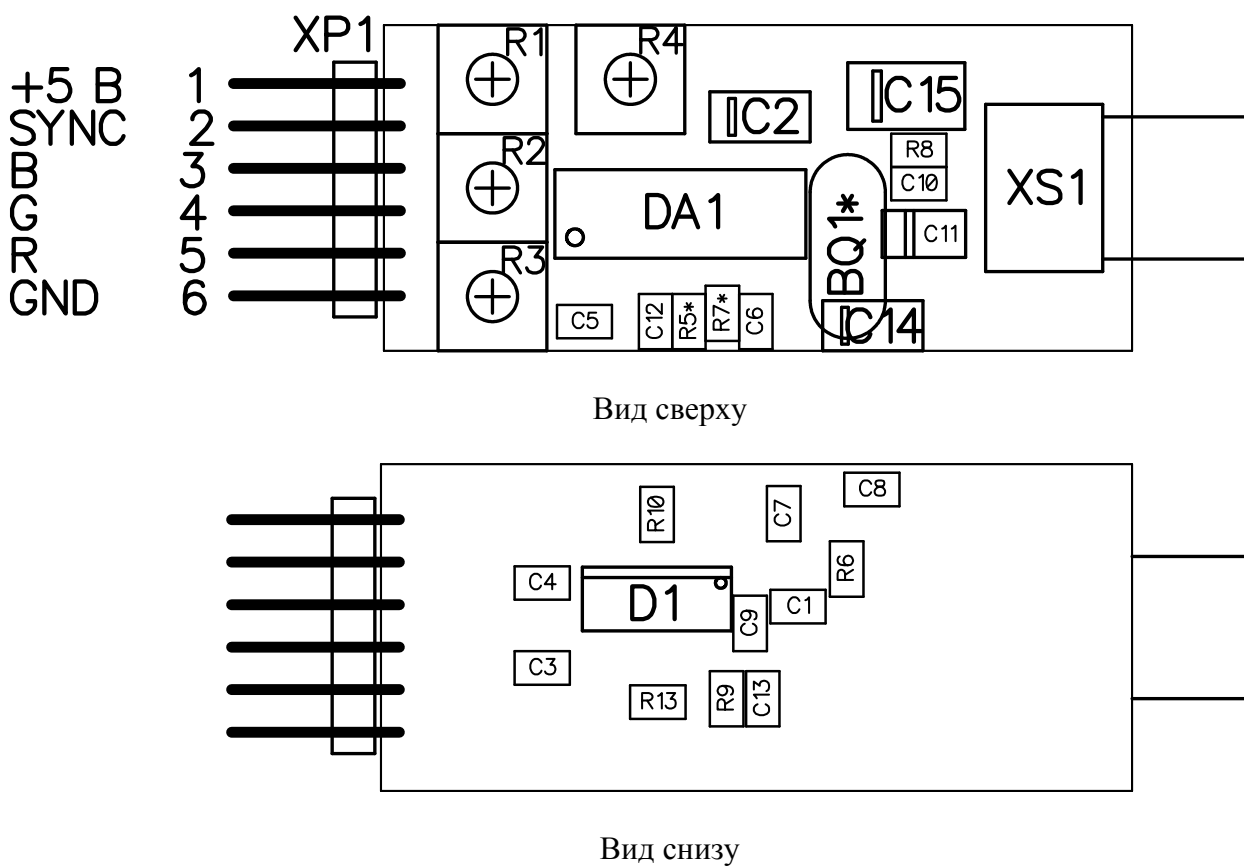 XP1 R1 R4
+5 В 1 C15
SYNC 2 C2
B 3 R2 R8
C10
G 4 DA1 BQ1* XS1
R 5 R3 C11
GND 6
C5 C12 R5* R7* C6 C14
Вид сверху
R10 C7 C8
C4 D1 R6
C9 C1
C3
R13 R9 C13
Вид снизу